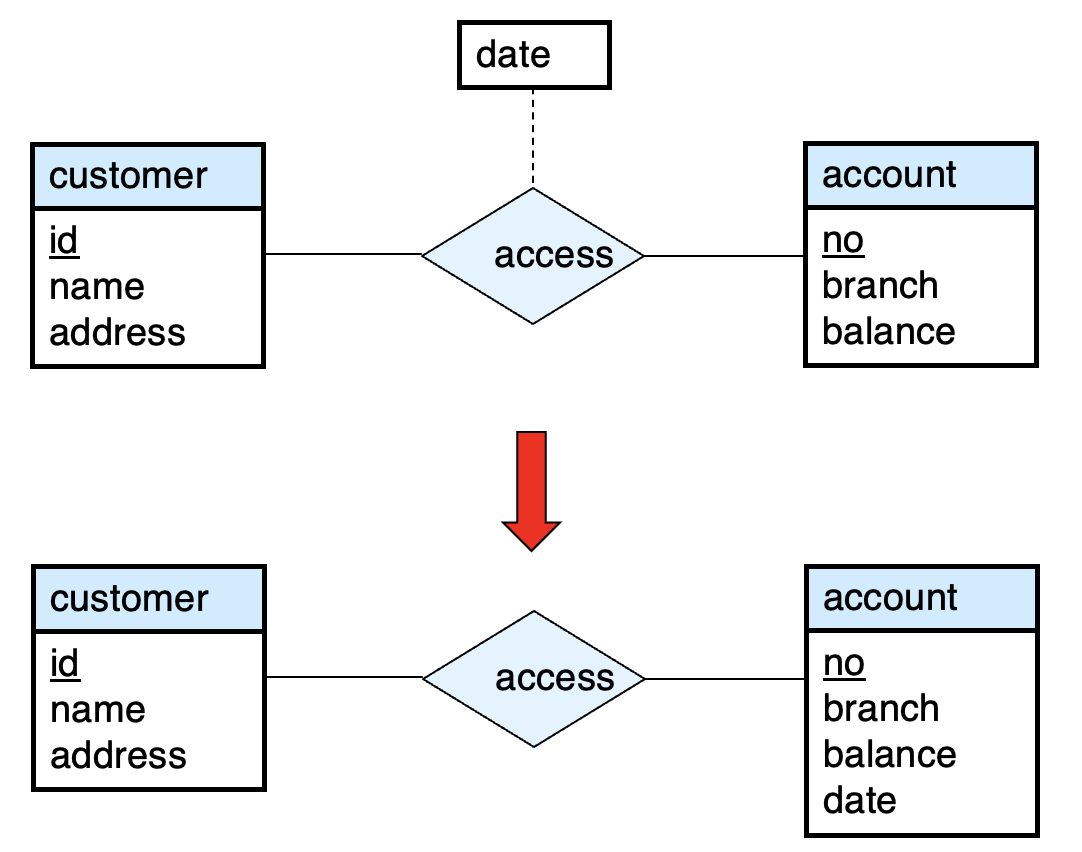 date
customer
id
name
address
access
account
no
branch
balance
customer
id
name
address
access
account
no
branch
balance
date